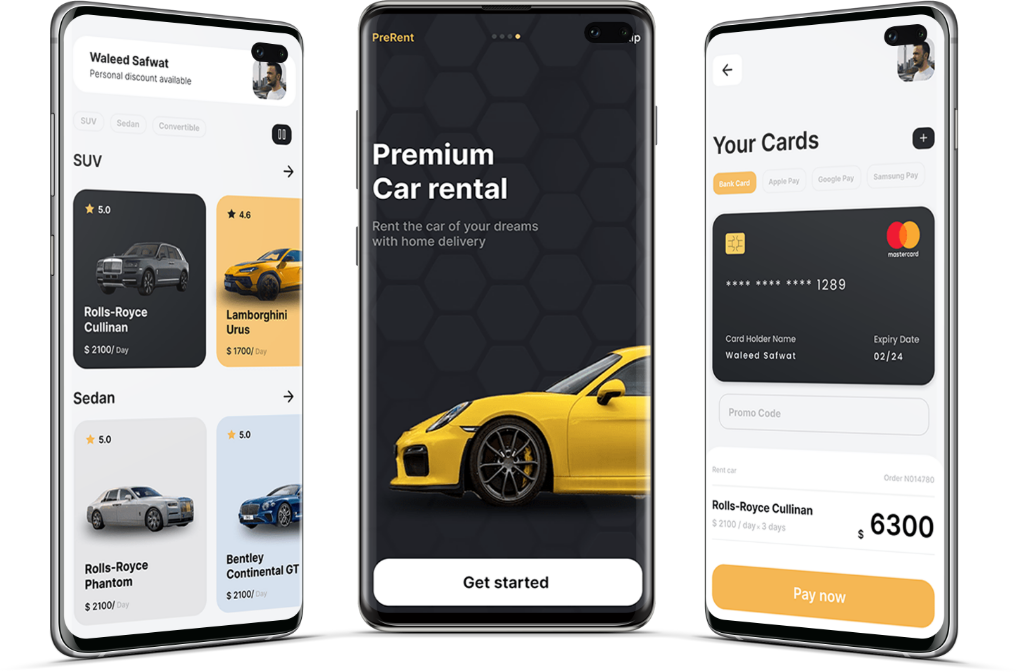 Waleed Safwat
Personal discount available
SUV
Sedan
Convertible
SUV
5.0
4.6
Rolls-Royce
Cullinan
$ 2100/ Day
Lamborghini
Urus
$ 1700/ Day
Sedan
5.0
5.0
Rolls-Royce
Phantom
$ 2100/ Day
Bentley
Continental GT
$ 2100/ Day
PreRent
Premium
Car rental
Rent the car of your dreams
with home delivery
Get started
Your Cards
Bank Card
Apple Pay
Google Pay
Samsung Pay
mastercard
**** **** **** 1289
Card Holder Name
Expiry Date
Waleed Safwat
02/24
Promo Code
Rent car
Order N014780
Rolls-Royce Cullinan
$ 2100 / day x 3 days
$ 6300
Pay now